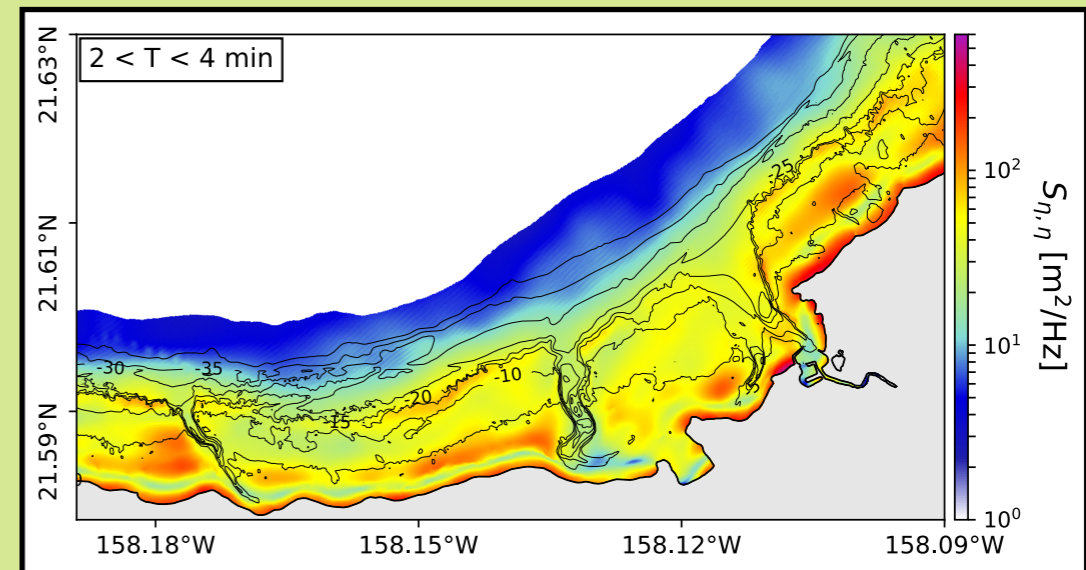 2 < T < 4 min
21.63°N
21.61°N
21.59°N
158.18°W
158.15°W
158.12°W
158.09°W
-30
-35
-15
-20
-10
-25
10²
10¹
10⁰
Sη, η [m²/Hz]